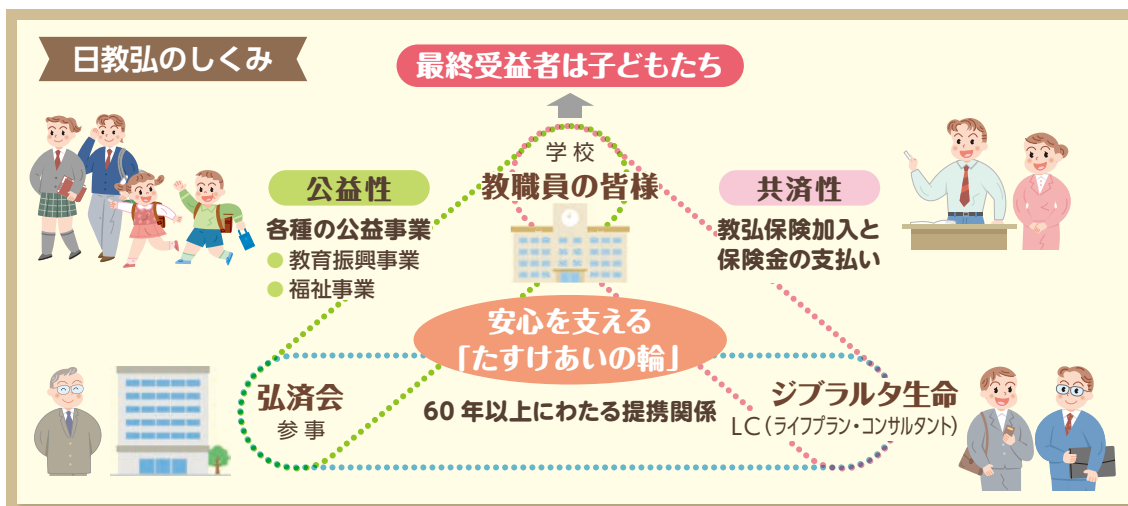 日教弘のしくみ
最終受益者は子どもたち
学校
教職員の皆様
公益性
各種の公益事業
● 教育振興事業
● 福祉事業
共済性
教弘保険加入と
保険金の支払い
安心を支える
「たすけあいの輪」
弘済会
参事
60年以上にわたる提携関係
ジブラルタ生命
LC(ライフプラン・コンサルタント)